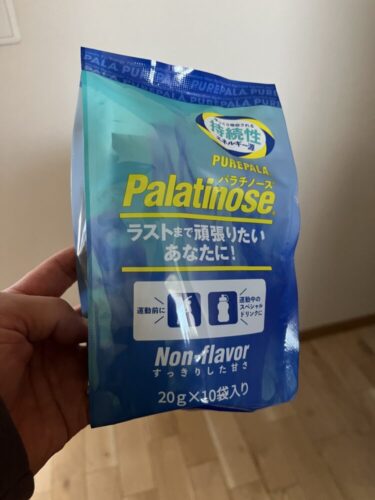 PUREPALA PUREPALA PUREPALA
持続性
エネルギー源
PUREPALA
パラチノース
Palatinose
ラストまで頑張りたい
あなたに!
運動前に
運動中の
スペシャル
ドリンクに
Non-flavor
すっきりした甘さ
20g×10袋入り